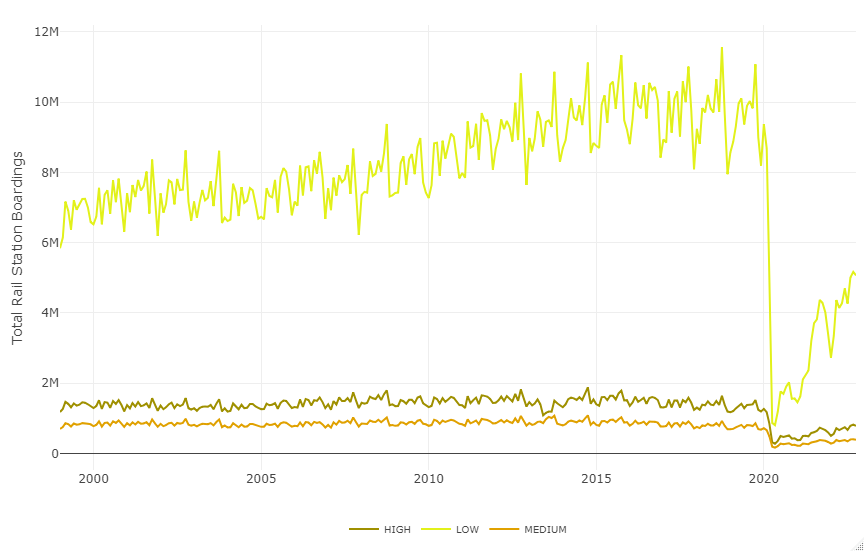 Total Rail Station Boardings
12M
10M
8M
6M
4M
2M
0
2000 2005 2010 2015 2020
HIGH LOW MEDIUM